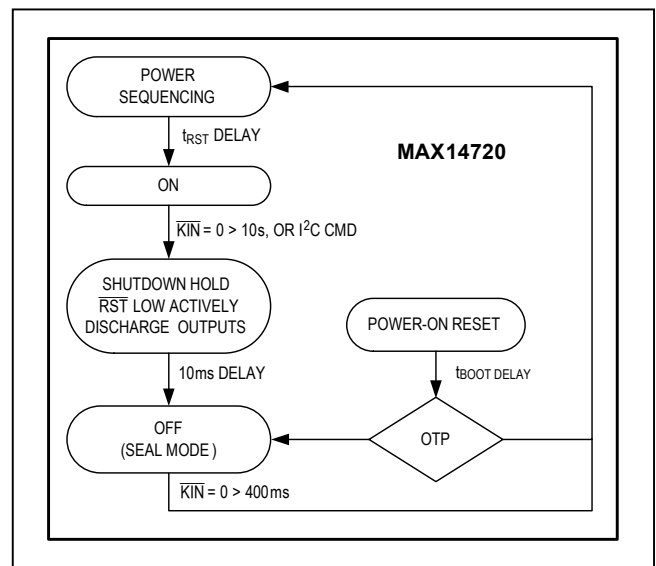 POWER
SEQUENCING
tRST DELAY
MAX14720
ON
KIN = 0 > 10s, OR I²C CMD
SHUTDOWN HOLD
RST LOW ACTIVELY
DISCHARGE OUTPUTS
POWER-ON RESET
10ms DELAY
tBOOT DELAY
OFF
(SEAL MODE)
OTP
KIN = 0 > 400ms